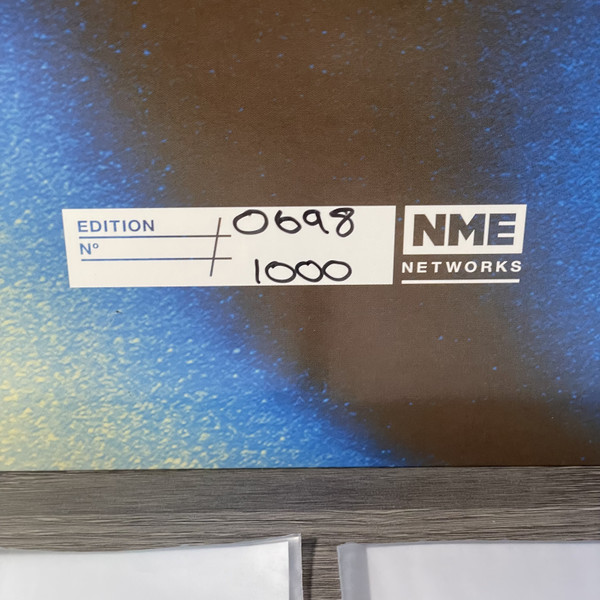 EDITION
Nº
/
0698
1000
NME
NETWORKS